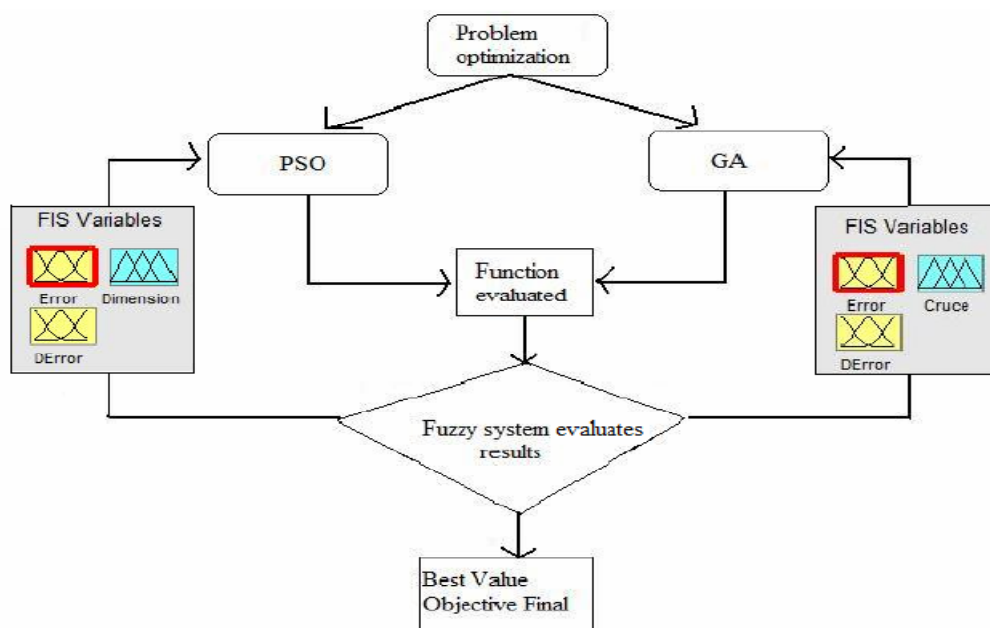 Problem
optimization
PSO
GA
FIS Variables
Error
Dimension
DError
Function
evaluated
FIS Variables
Error
Cruce
DError
Fuzzy system evaluates
results
Best Value
Objective Final